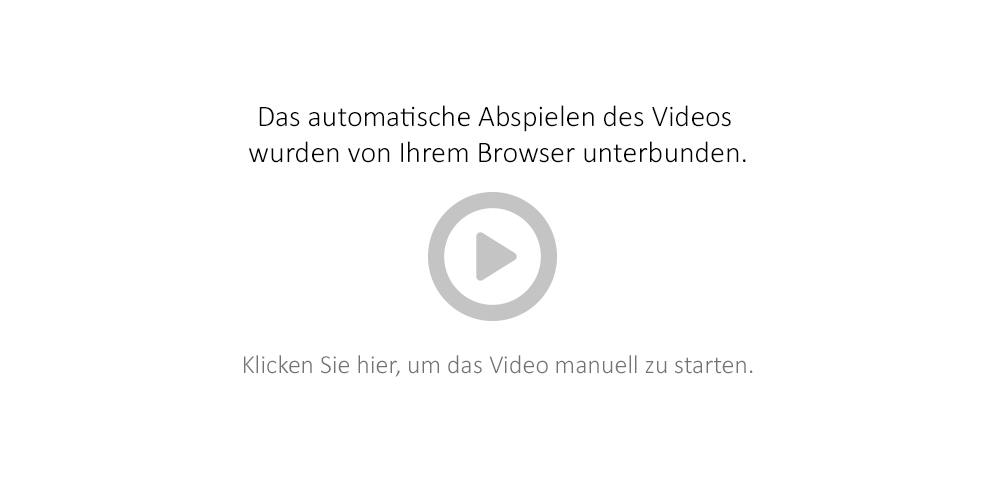 Das automatische Abspielen des Videos
wurden von Ihrem Browser unterbunden.
Klicken Sie hier, um das Video manuell zu starten.